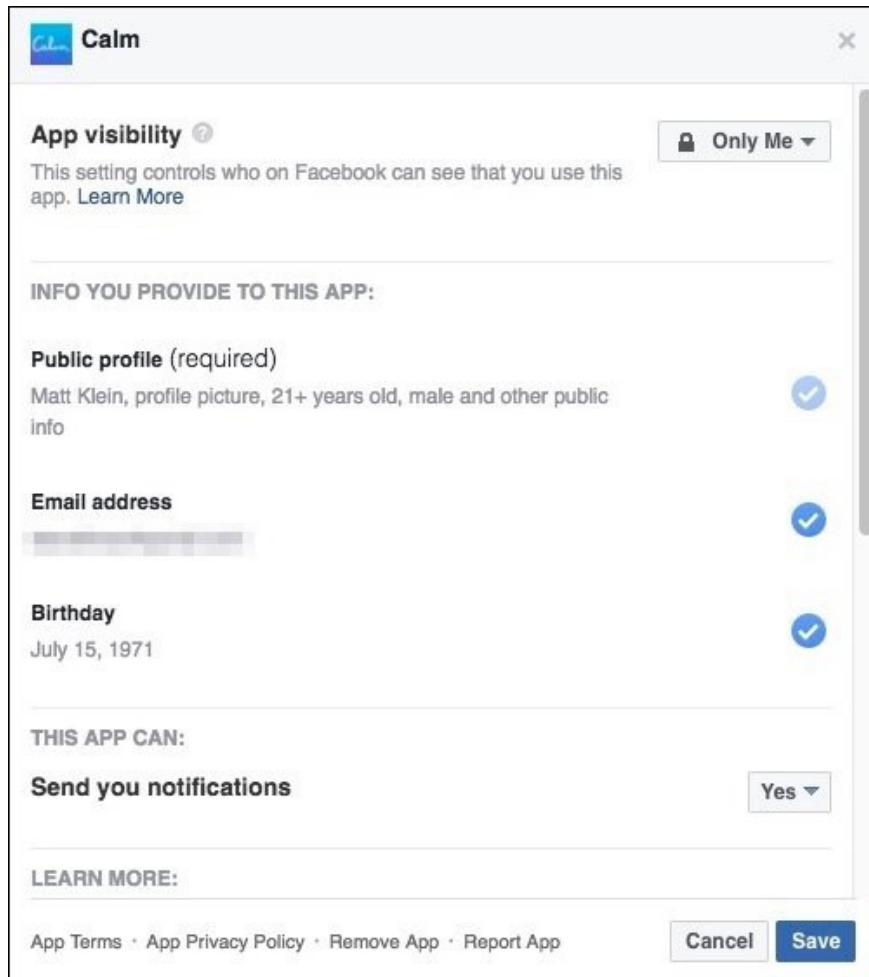 Calm
Calm
App visibility
Only Me
This setting controls who on Facebook can see that you use this
app. Learn More
INFO YOU PROVIDE TO THIS APP:
Public profile (required)
Matt Klein, profile picture, 21+ years old, male and other public
info
Email address
Birthday
July 15, 1971
THIS APP CAN:
Send you notifications
Yes
LEARN MORE:
App Terms · App Privacy Policy · Remove App · Report App
Cancel
Save